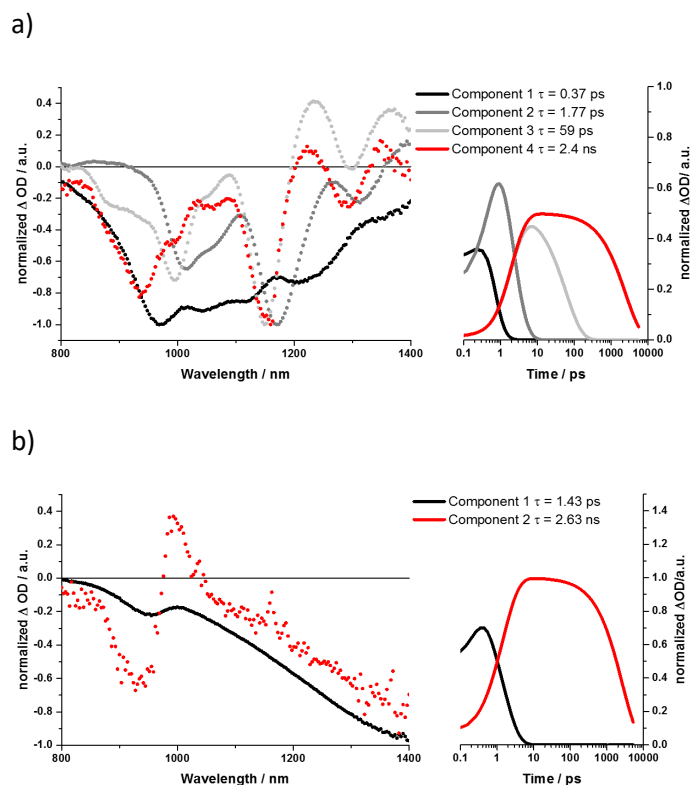 a)
Component 1 τ = 0.37 ps
Component 2 τ = 1.77 ps
Component 3 τ = 59 ps
Component 4 τ = 2.4 ns
normalized Δ OD/ a.u.
0.4
0.2
0.0
-0.2
-0.4
-0.6
-0.8
-1.0
800 1000 1200 1400
Wavelength / nm
0.1 1 10 100 1000 10000
Time / ps
1.0
0.8
0.6
0.4
0.2
0.0
normalized ΔOD/ a.u.
b)
Component 1 τ = 1.43 ps
Component 2 τ = 2.63 ns
normalized Δ OD / a.u.
0.4
0.2
0.0
-0.2
-0.4
-0.6
-0.8
-1.0
800 1000 1200 1400
Wavelength / nm
0.1 1 10 100 1000 10000
Time / ps
1.4
1.2
1.0
0.8
0.6
0.4
0.2
0.0
normalized ΔOD/a.u.